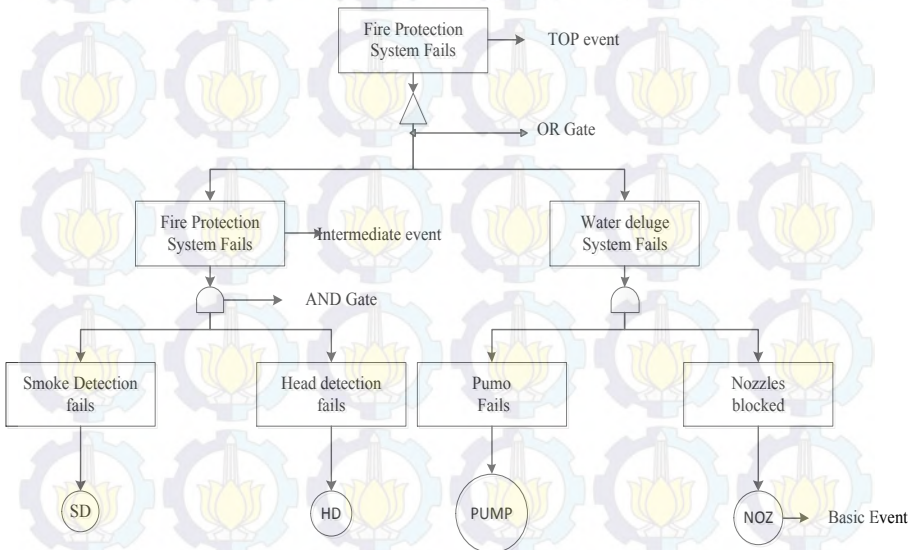 Fire Protection
System Fails
TOP event
OR Gate
Fire Protection
System Fails
Intermediate event
Water deluge
System Fails
AND Gate
Smoke Detection
fails
Head detection
fails
Pumo
Fails
Nozzles
blocked
SD
HD
PUMP
NOZ
Basic Event